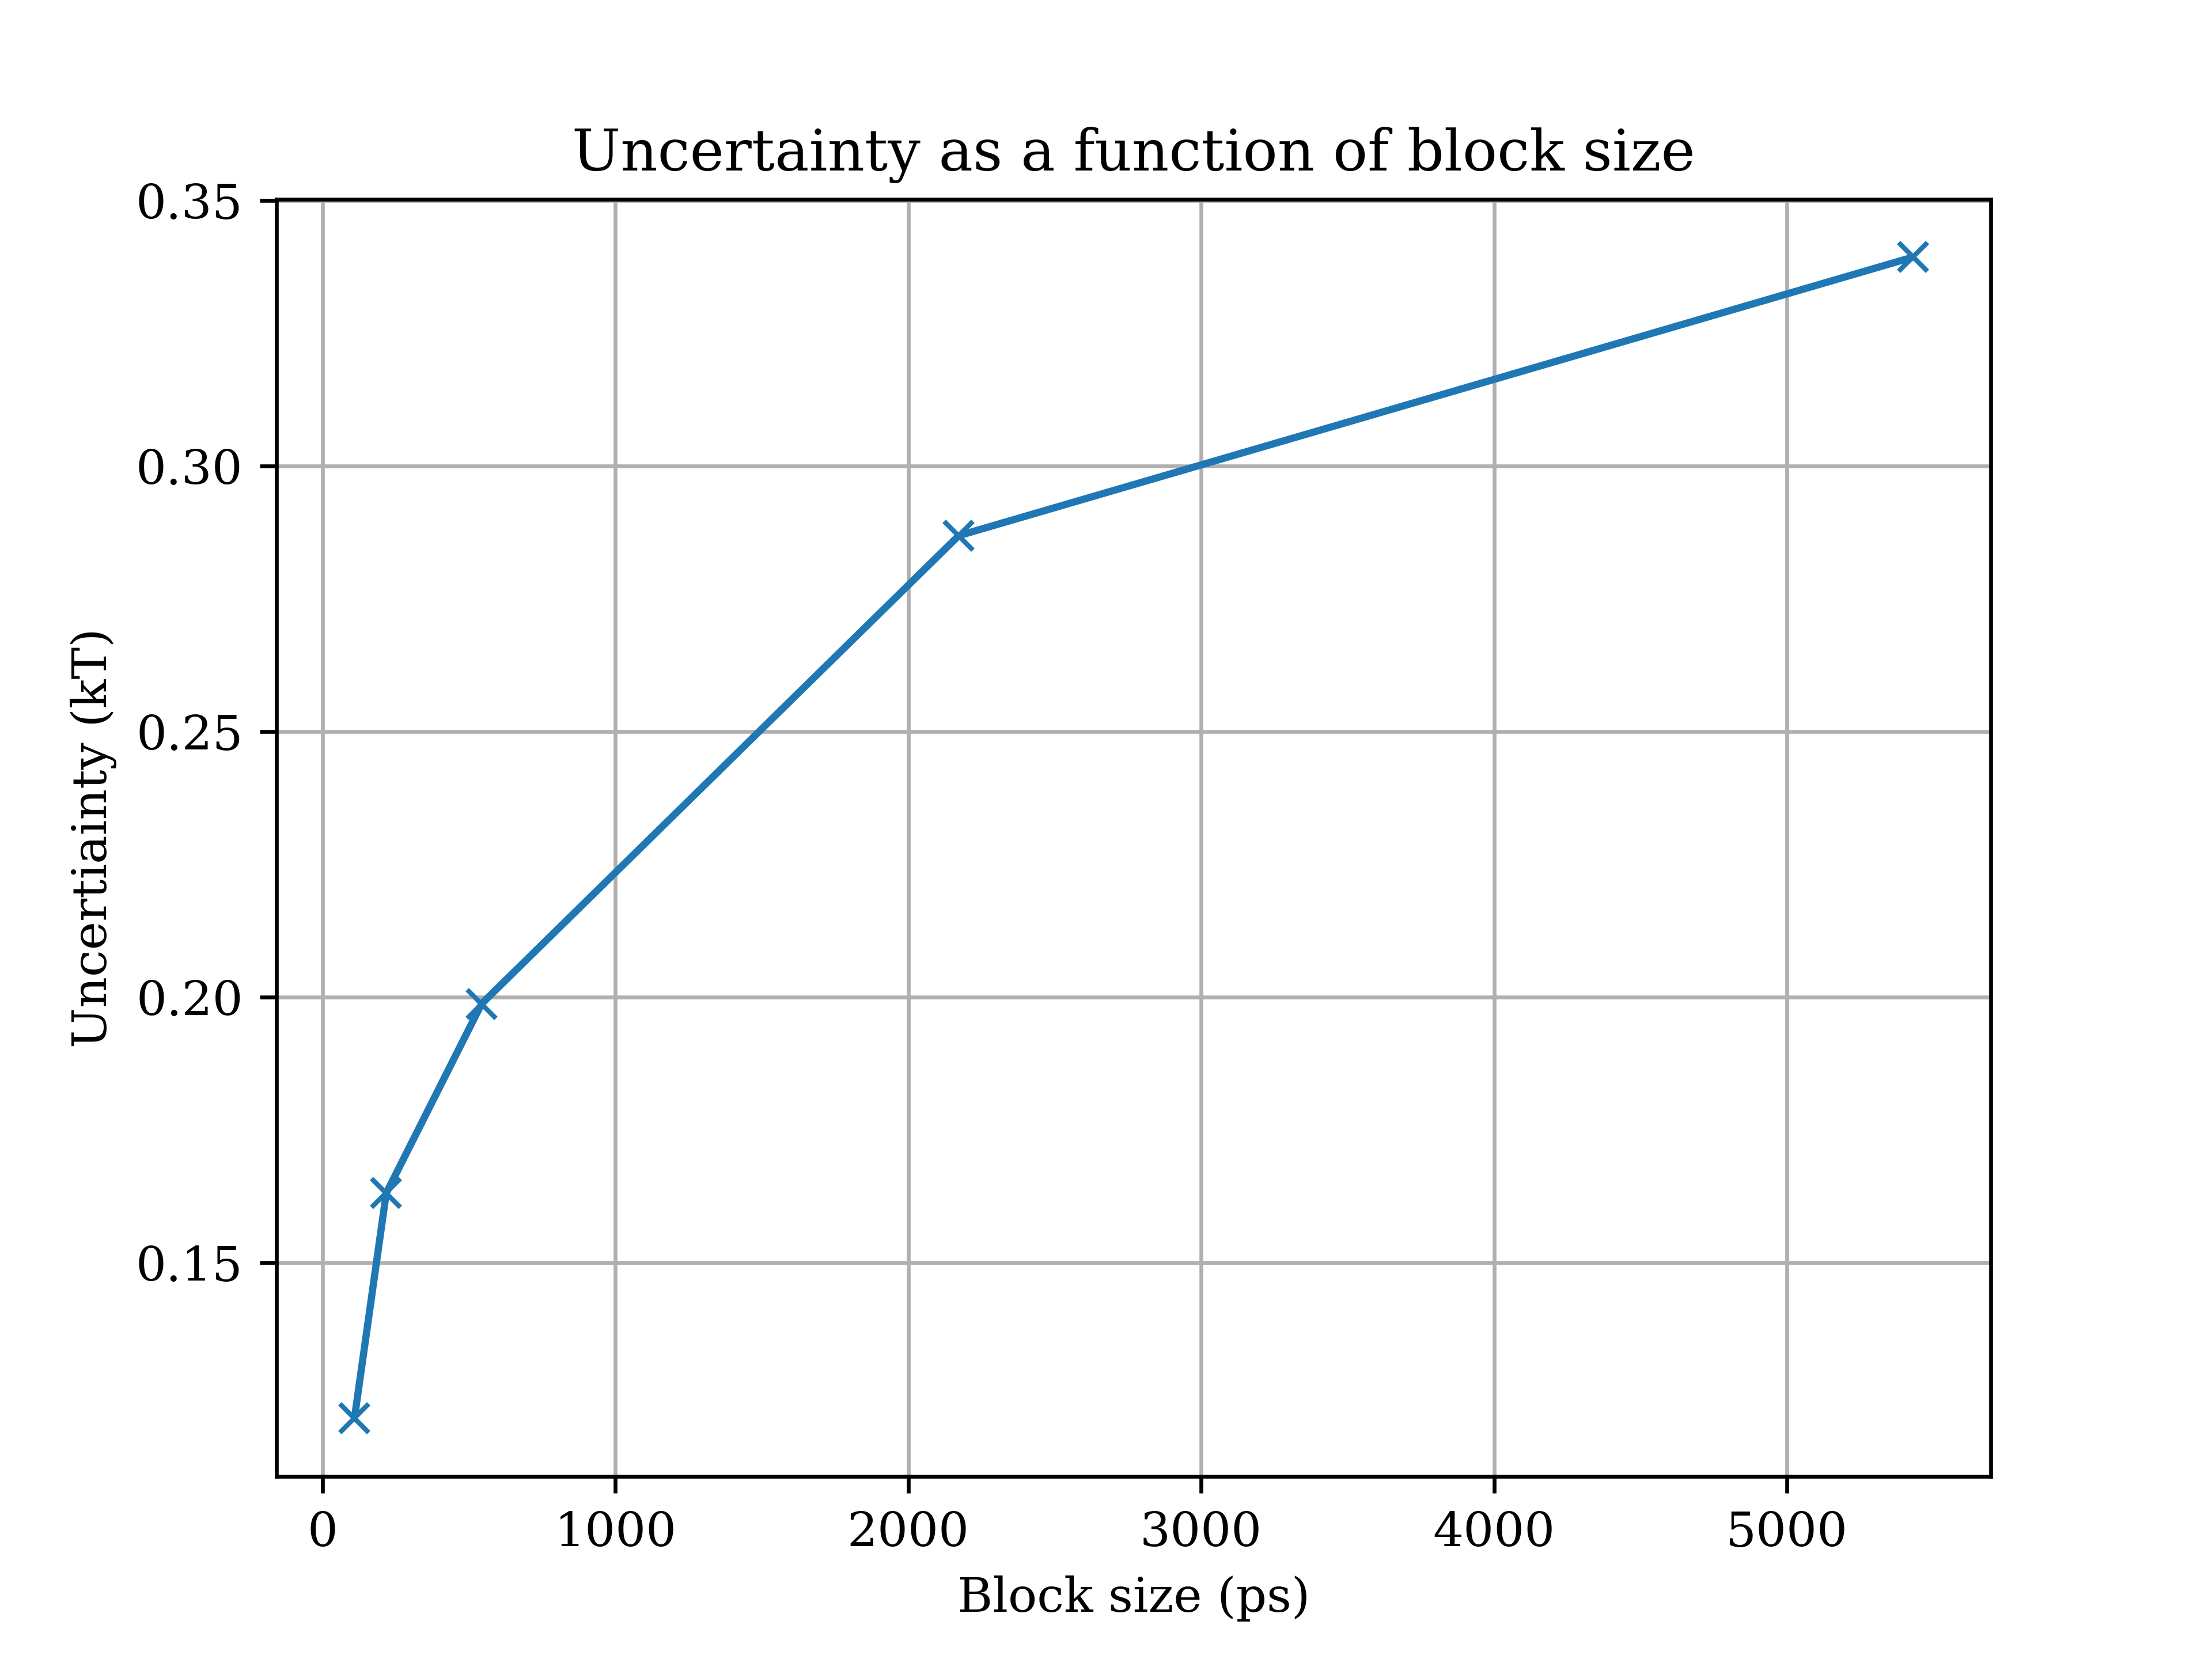 Uncertainty as a function of block size
0.35
0.30
0.25
0.20
0.15
Uncertiainty (kT)
0 1000 2000 3000 4000 5000
Block size (ps)